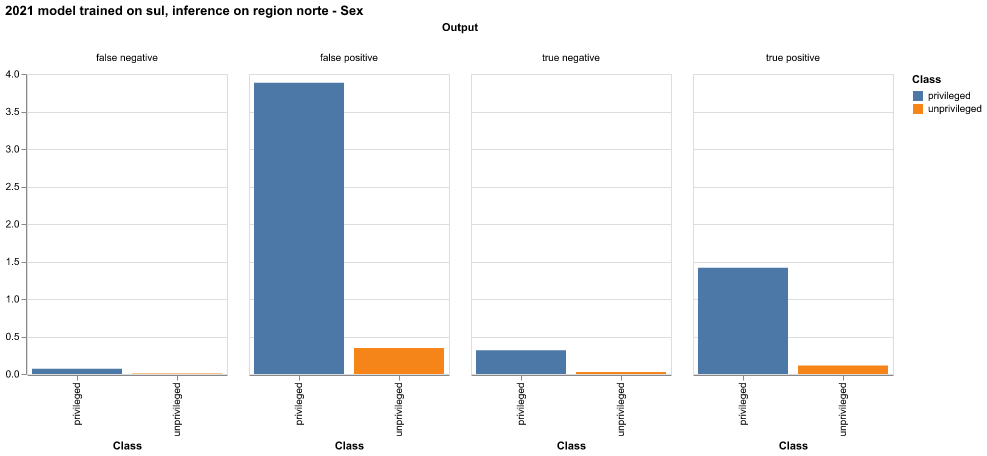 2021 model trained on sul, inference on region norte - Sex
Output
false negative
false positive
true negative
true positive
4.0
3.5
3.0
2.5
2.0
1.5
1.0
0.5
0.0
privileged
unprivileged
privileged
unprivileged
privileged
unprivileged
privileged
unprivileged
Class
Class
Class
Class
Class
privileged
unprivileged